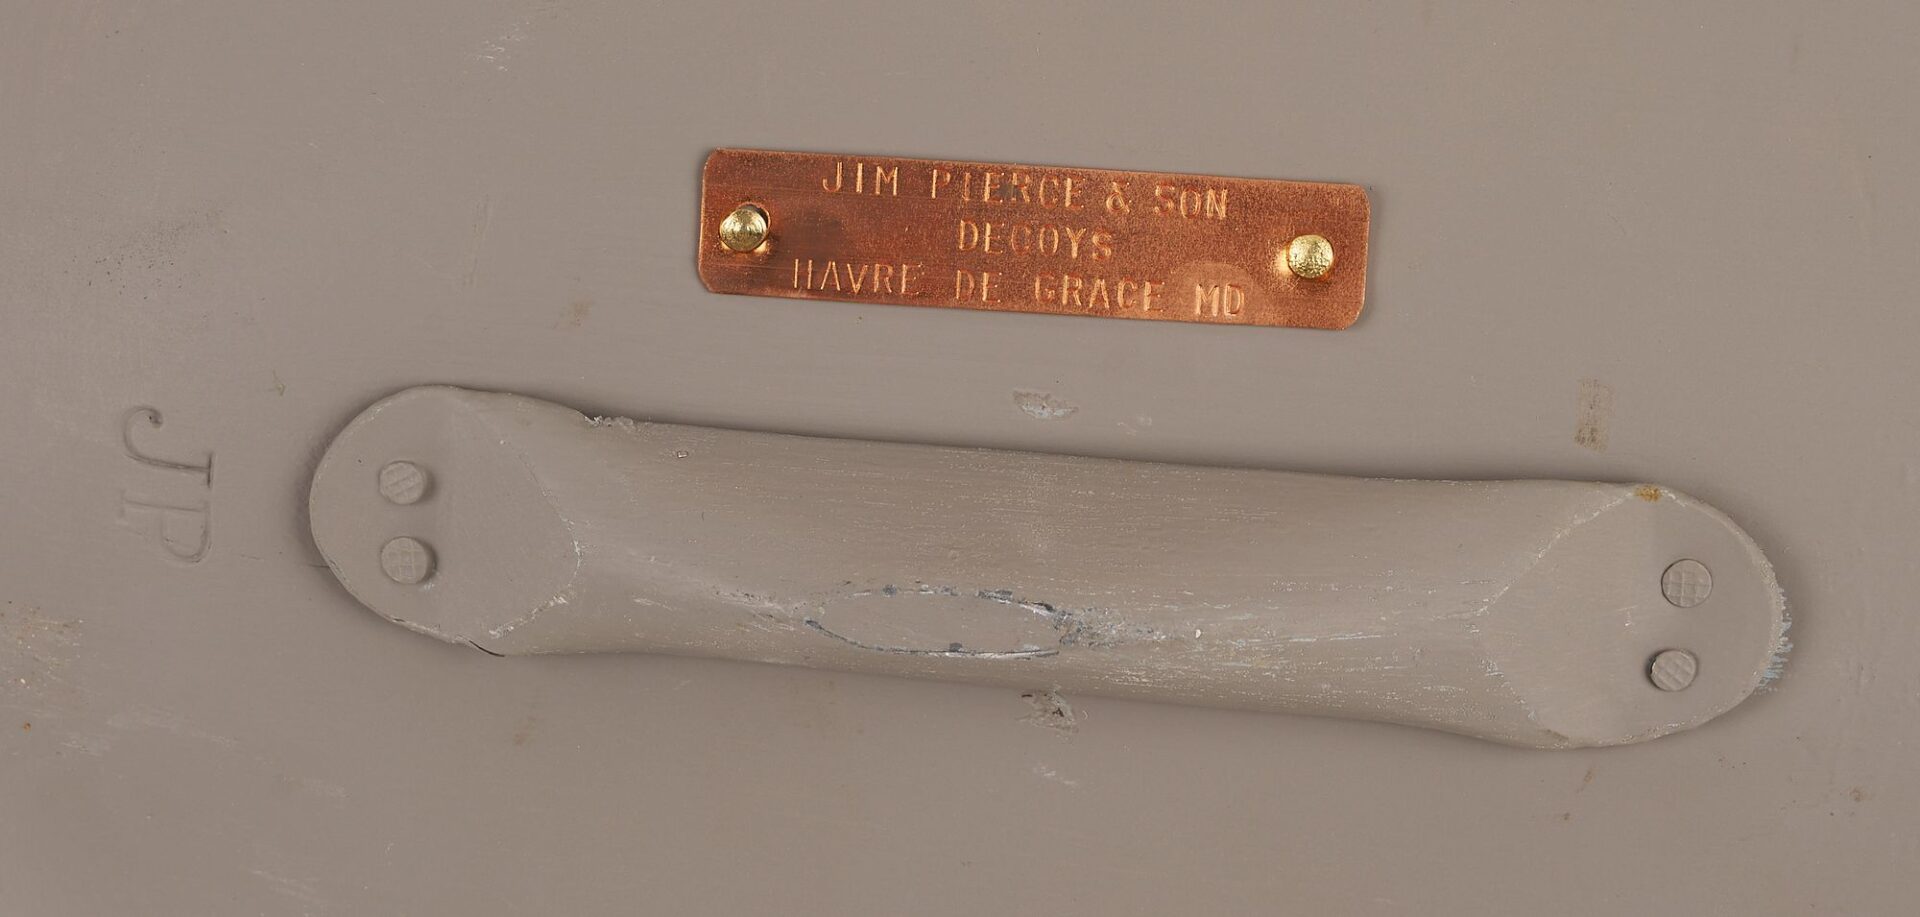 JIM PIERCE & SON
DECOYS
HAVRE DE GRACE MD
JP